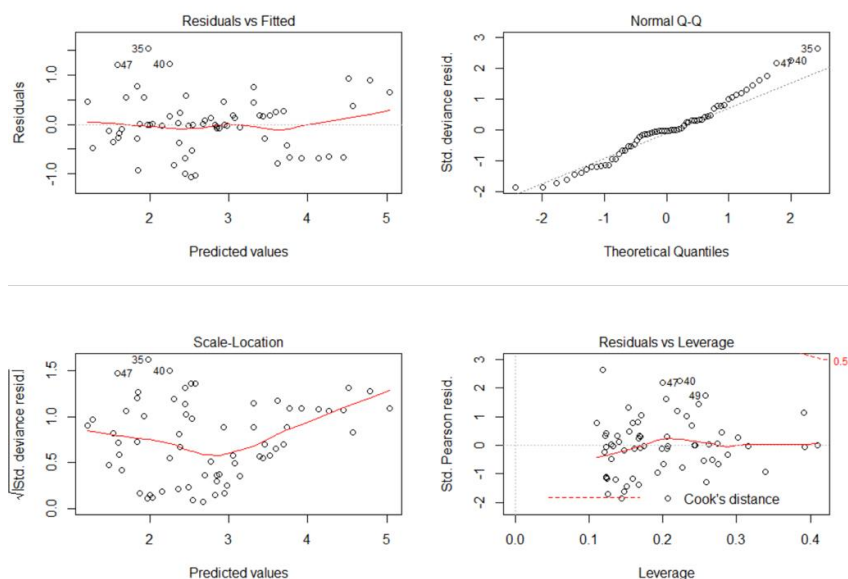 Residuals vs Fitted
Residuals
1.0
0.0
-1.0
35
47
40
2 3 4 5
Predicted values
Normal Q-Q
Std. deviance resid.
3
2
1
0
-1
-2
35
47
40
-2 -1 0 1 2
Theoretical Quantiles
Scale-Location
√|Std. deviance resid.|
1.5
1.0
0.5
0.0
35
47
40
2 3 4 5
Predicted values
Residuals vs Leverage
Std. Pearson resid.
3
2
1
0
-1
-2
0.5
47
40
49
Cook's distance
0.0 0.1 0.2 0.3 0.4
Leverage